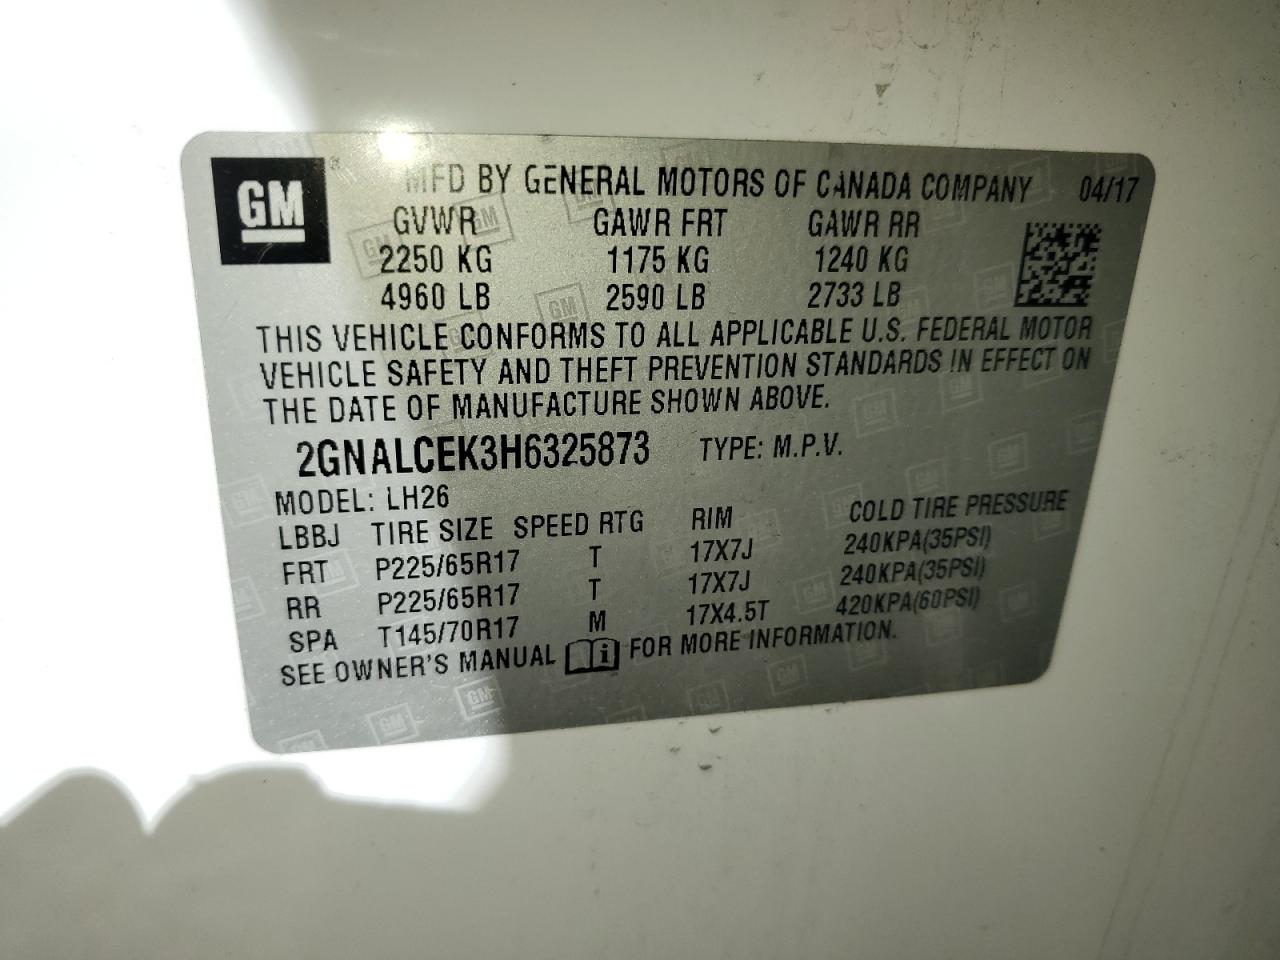 GM
MFD BY GENERAL MOTORS OF CANADA COMPANY 04/17
GVWR GAWR FRT GAWR RR
2250 KG 1175 KG 1240 KG
4960 LB 2590 LB 2733 LB
THIS VEHICLE CONFORMS TO ALL APPLICABLE U.S. FEDERAL MOTOR
VEHICLE SAFETY AND THEFT PREVENTION STANDARDS IN EFFECT ON
THE DATE OF MANUFACTURE SHOWN ABOVE.
2GNALCEK3H6325873 TYPE: M.P.V.
MODEL: LH26
LBBJ TIRE SIZE SPEED RTG RIM COLD TIRE PRESSURE
FRT P225/65R17 T 17X7J 240KPA(35PSI)
RR P225/65R17 T 17X7J 240KPA(35PSI)
SPA T145/70R17 M 17X4.5T 420KPA(60PSI)
SEE OWNER'S MANUAL i FOR MORE INFORMATION.